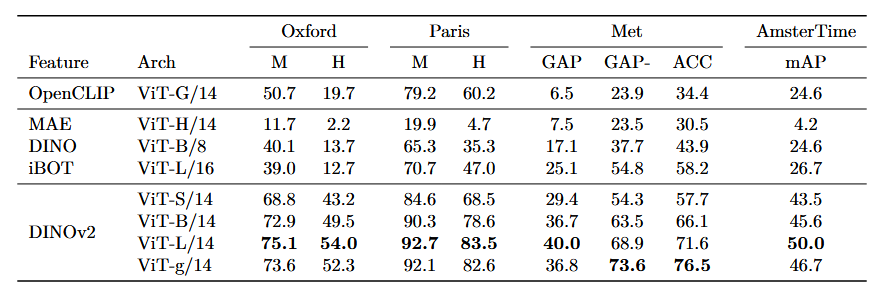 Oxford Paris Met AmsterTime
Feature Arch M H M H GAP GAP- ACC mAP
OpenCLIP ViT-G/14 50.7 19.7 79.2 60.2 6.5 23.9 34.4 24.6
MAE ViT-H/14 11.7 2.2 19.9 4.7 7.5 23.5 30.5 4.2
DINO ViT-B/8 40.1 13.7 65.3 35.3 17.1 37.7 43.9 24.6
iBOT ViT-L/16 39.0 12.7 70.7 47.0 25.1 54.8 58.2 26.7
DINOv2 ViT-S/14 68.8 43.2 84.6 68.5 29.4 54.3 57.7 43.5
ViT-B/14 72.9 49.5 90.3 78.6 36.7 63.5 66.1 45.6
ViT-L/14 75.1 54.0 92.7 83.5 40.0 68.9 71.6 50.0
ViT-g/14 73.6 52.3 92.1 82.6 36.8 73.6 76.5 46.7